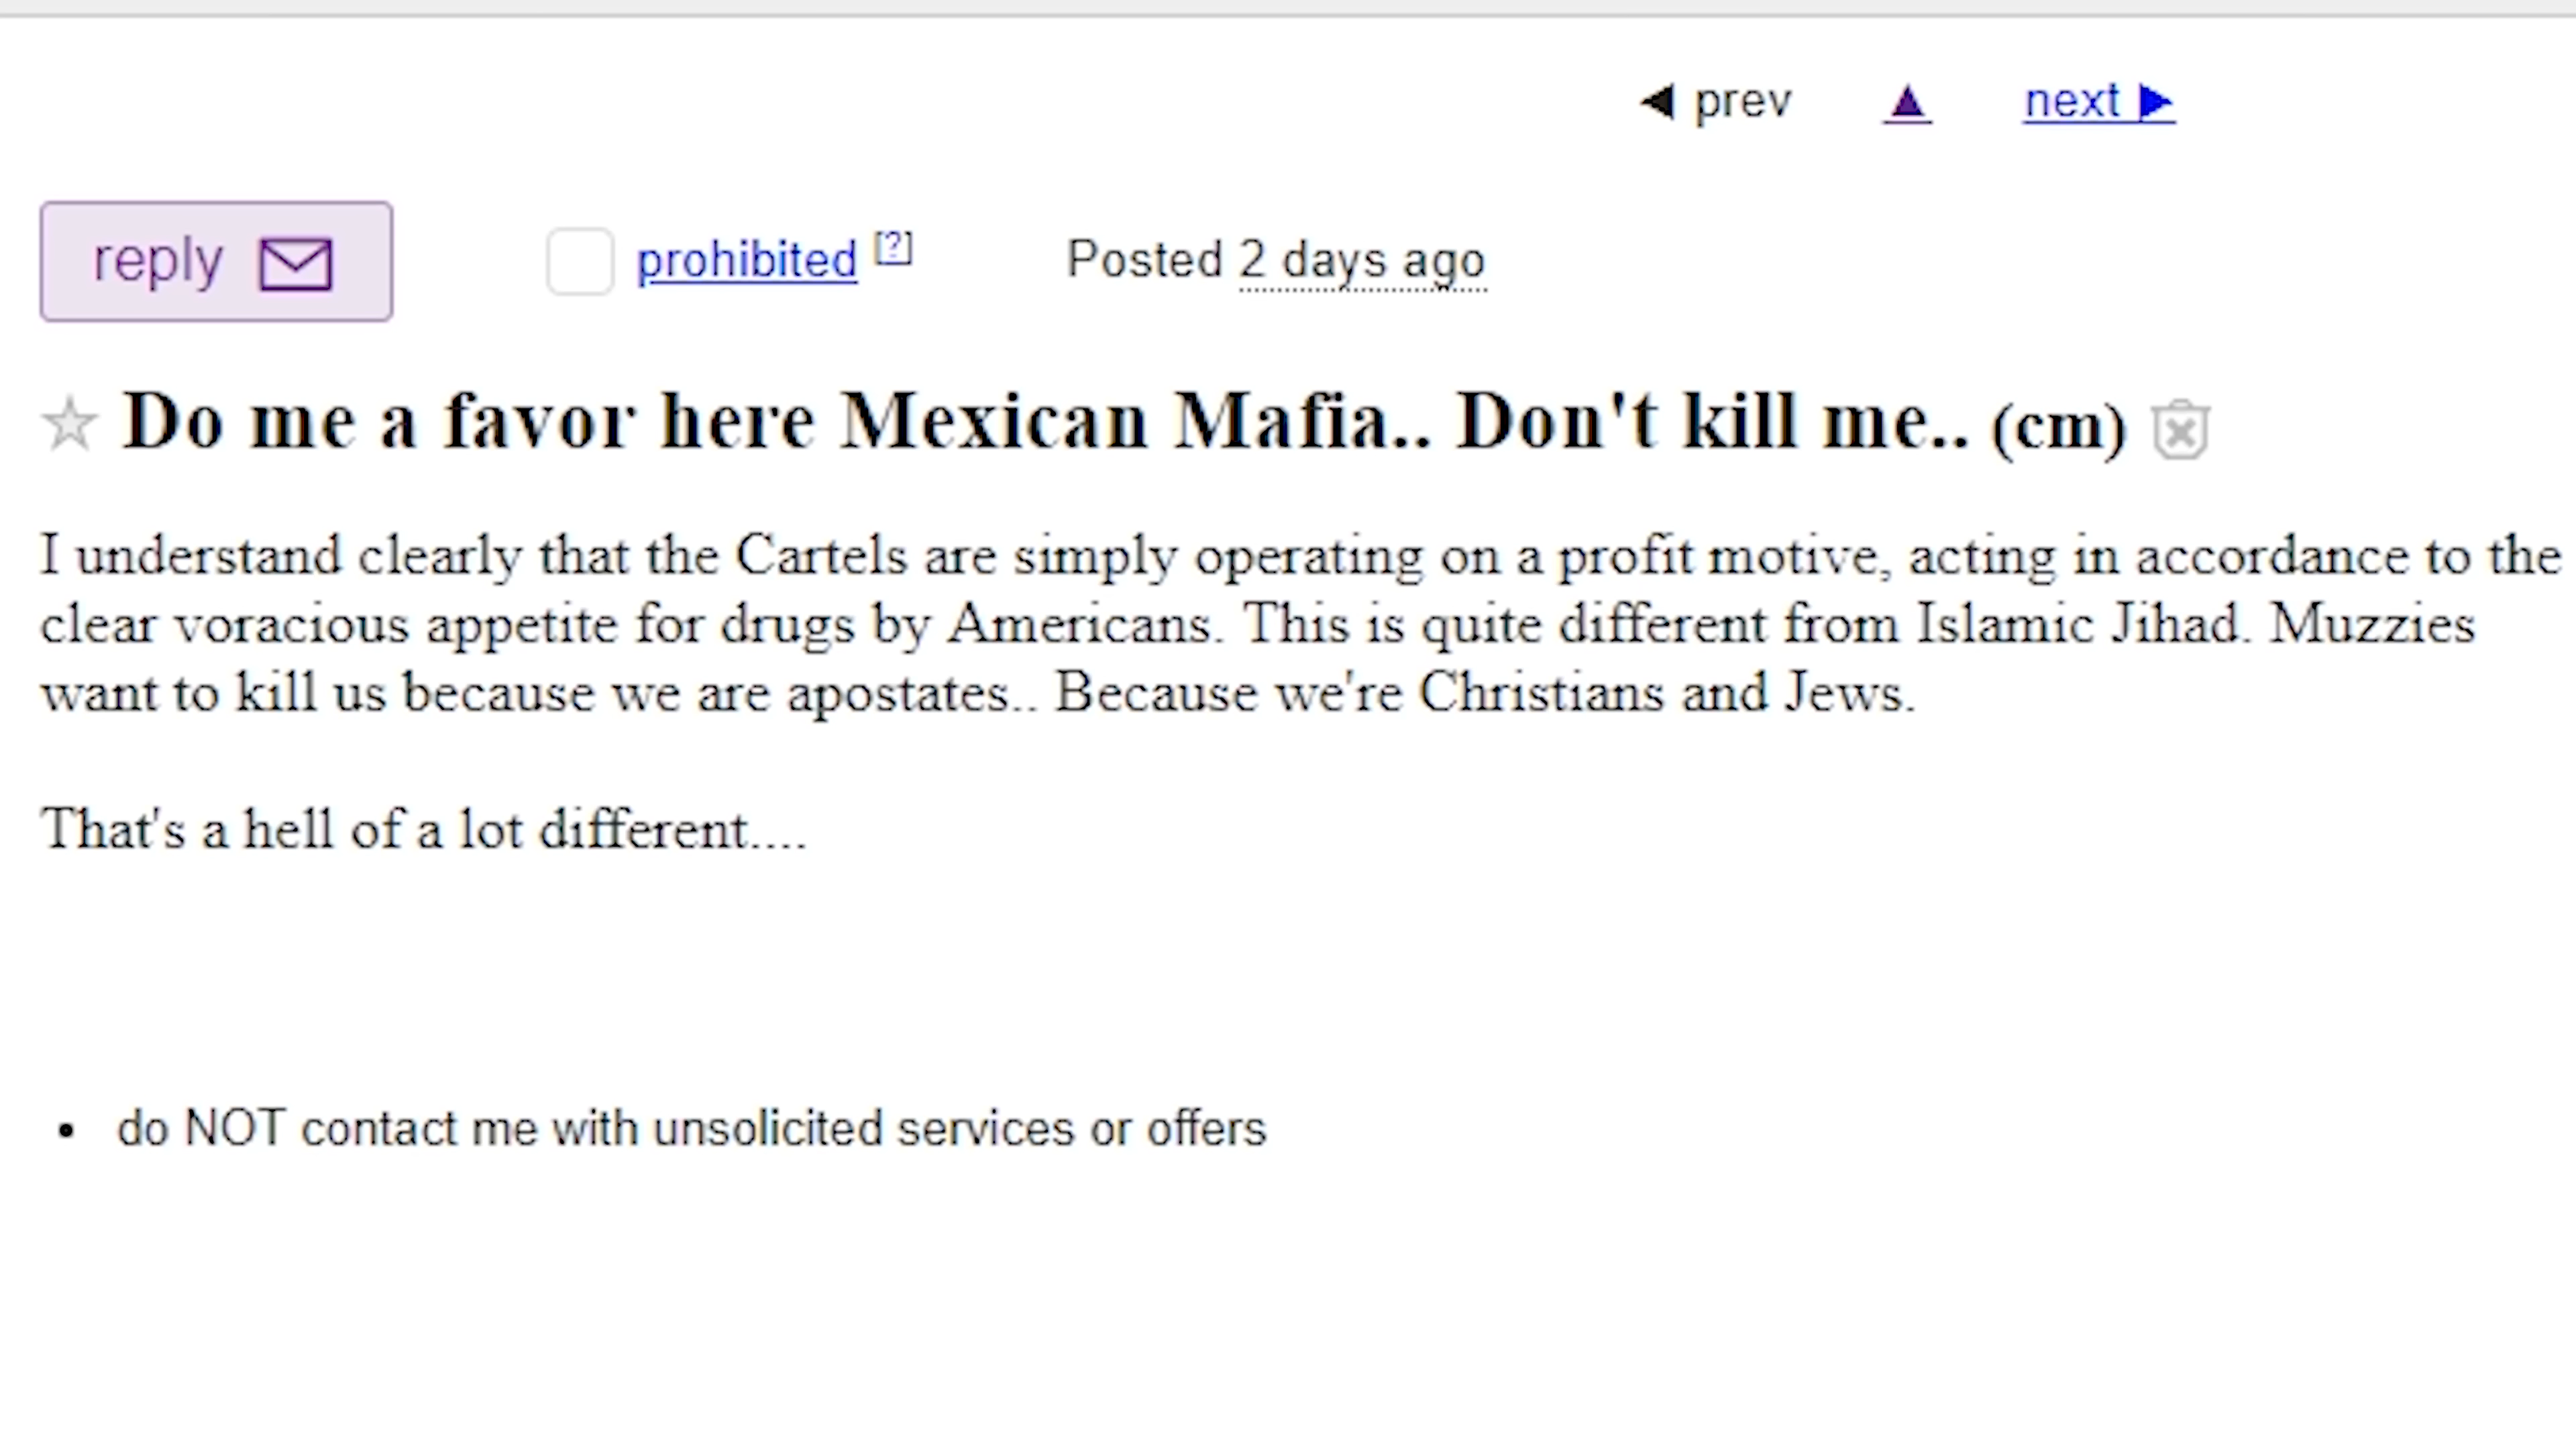 ◀ prev ▲ next ▶
reply prohibited [?] Posted 2 days ago
☆ Do me a favor here Mexican Mafia.. Don't kill me.. (cm)
I understand clearly that the Cartels are simply operating on a profit motive, acting in accordance to the
clear voracious appetite for drugs by Americans. This is quite different from Islamic Jihad. Muzzies
want to kill us because we are apostates.. Because we're Christians and Jews.
That's a hell of a lot different....
• do NOT contact me with unsolicited services or offers